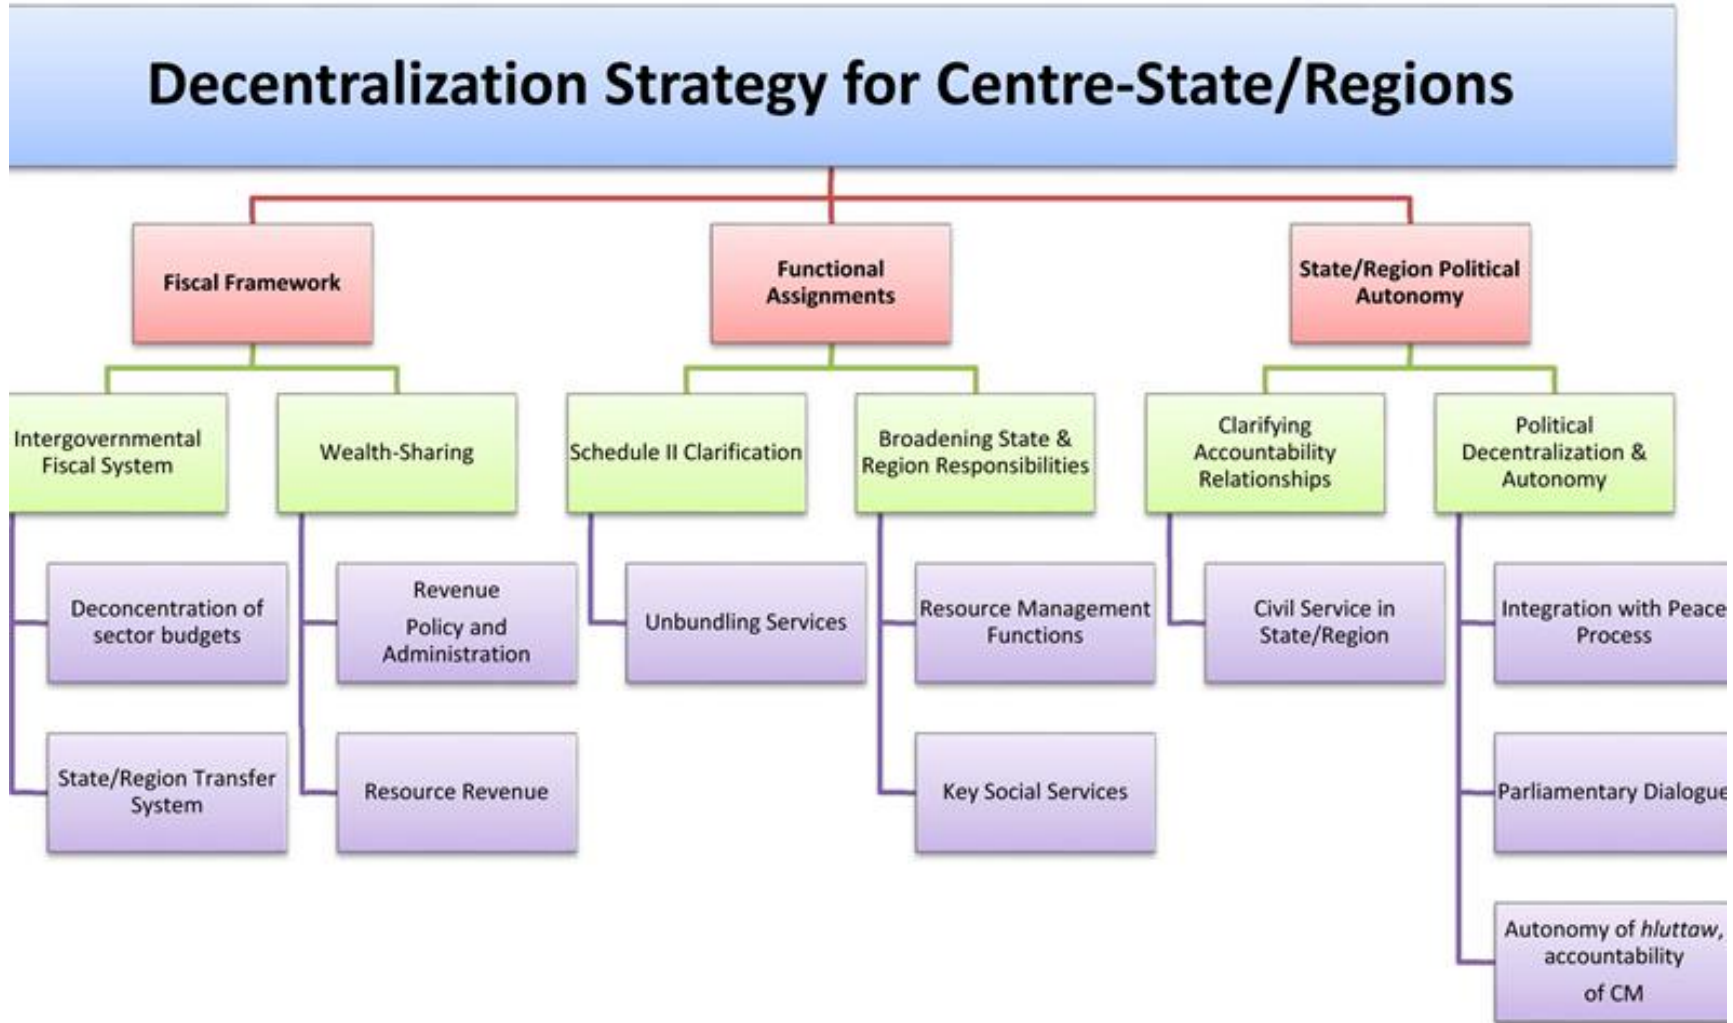 Decentralization Strategy for Centre-State/Regions
Fiscal Framework
Functional
Assignments
State/Region Political
Autonomy
Intergovernmental
Fiscal System
Wealth-Sharing
Schedule II Clarification
Broadening State &
Region Responsibilities
Clarifying
Accountability
Relationships
Political
Decentralization &
Autonomy
Deconcentration of
sector budgets
Revenue
Policy and
Administration
Unbundling Services
Resource Management
Functions
Civil Service in
State/Region
Integration with Peace
Process
State/Region Transfer
System
Resource Revenue
Key Social Services
Parliamentary Dialogue
Autonomy of hluttaw,
accountability
of CM